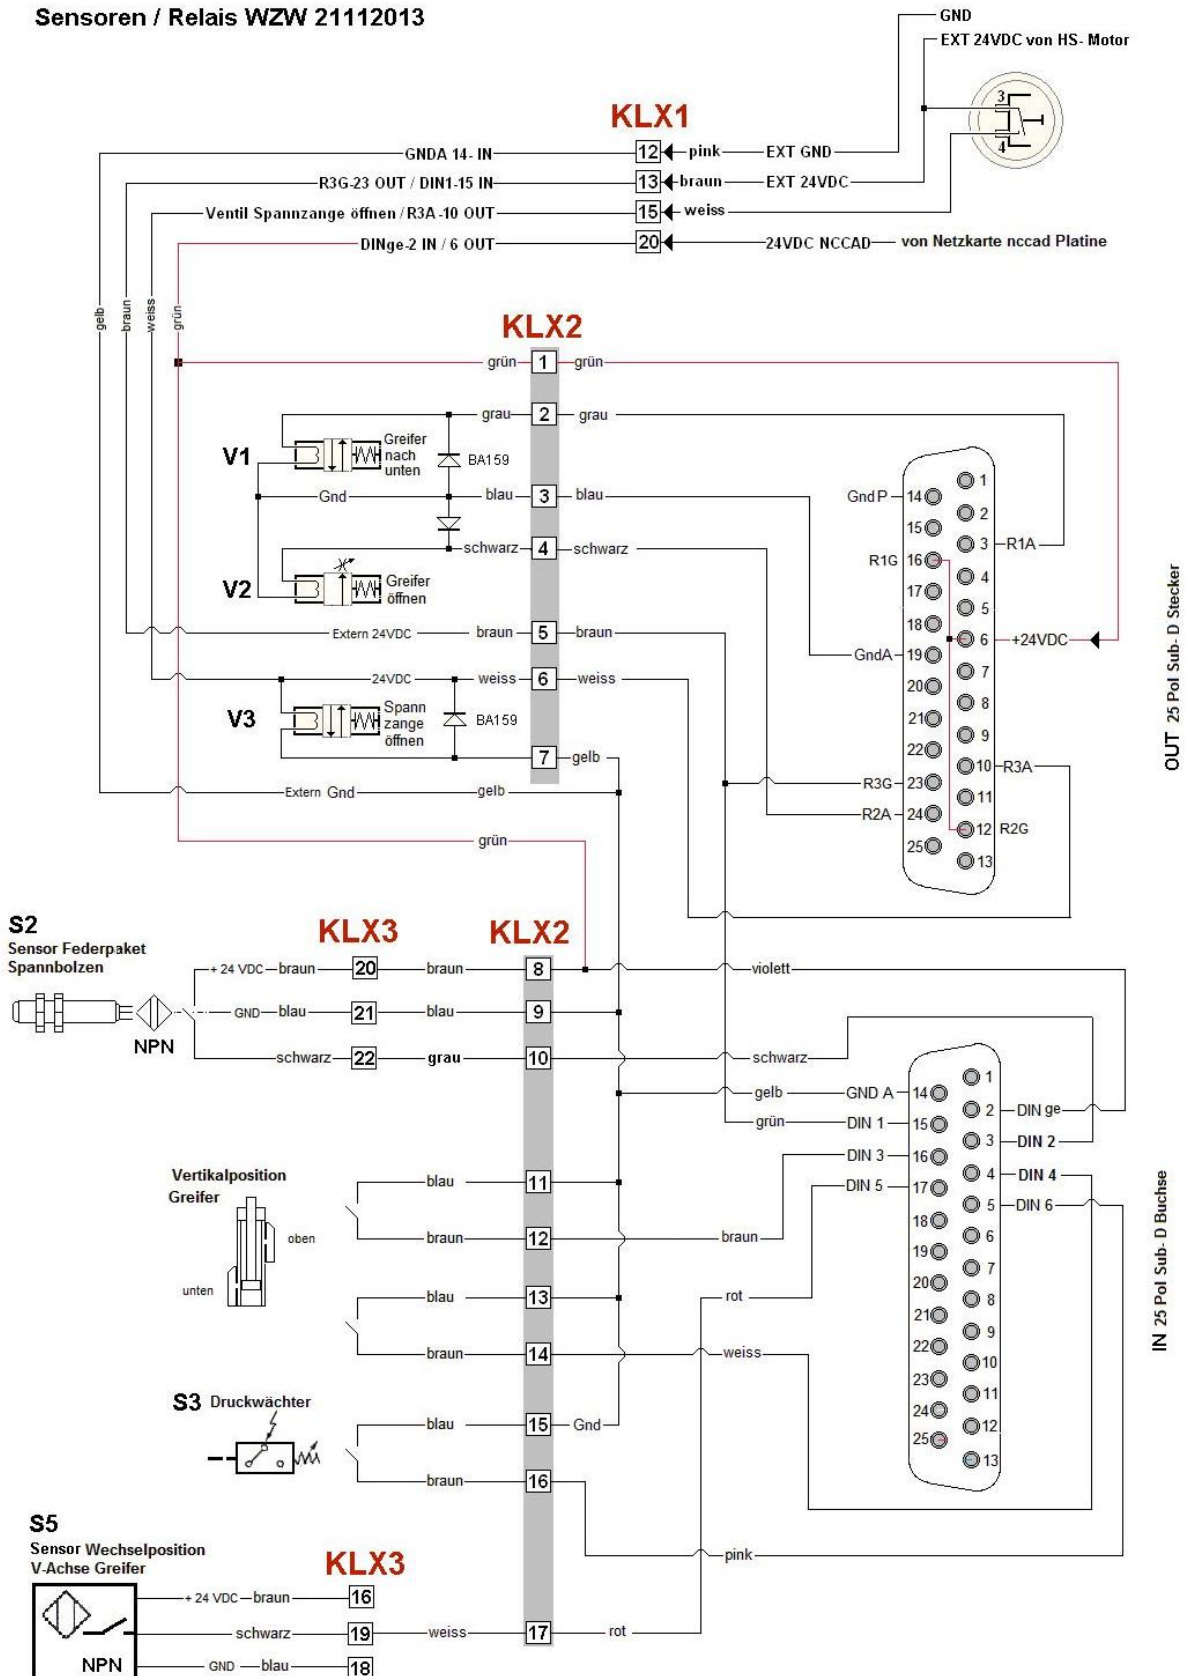 Sensoren / Relais WZW 21112013
GND
EXT 24VDC von HS- Motor
3
4
KLX1
GNDA 14- IN 12 pink EXT GND
R3G-23 OUT / DIN1-15 IN 13 braun EXT 24VDC
Ventil Spannzange öffnen / R3A -10 OUT 15 weiss
DINge-2 IN / 6 OUT 20 24VDC NCCAD von Netzkarte nccad Platine
gelb
braun
weiss
grün
KLX2
grün 1 grün
grau 2 grau
V1
Greifer
nach
unten
BA159
Gnd blau 3 blau
schwarz 4 schwarz
V2
Greifer
öffnen
Extern 24VDC braun 5 braun
24VDC weiss 6 weiss
V3
Spann
zange
öffnen
BA159
7 gelb
Extern Gnd gelb
grün
1
Gnd P 14
2
15
3 R1A
R1G 16
4
17
5
18
6 +24VDC
GndA 19
7
20
8
21
9
22
10 R3A
R3G 23
11
R2A 24
12 R2G
25
13
OUT 25 Pol Sub- D Stecker
S2
Sensor Federpaket
Spannbolzen
NPN
KLX3 KLX2
+ 24 VDC braun 20 braun 8 violett
GND blau 21 blau 9
schwarz 22 grau 10 schwarz
gelb GND A 14
grün DIN 1 15
DIN 3 16
DIN 5 17
18
19
20
21
22
23
24
25
1
2 DIN ge
3 DIN 2
4 DIN 4
5 DIN 6
6
7
8
9
10
11
12
13
IN 25 Pol Sub- D Buchse
Vertikalposition
Greifer
oben
unten
blau 11
braun 12 braun
blau 13 rot
braun 14 weiss
S3 Druckwächter
blau 15 Gnd
braun 16
pink
S5
Sensor Wechselposition
V-Achse Greifer
NPN
KLX3
+ 24 VDC braun 16
schwarz 19 weiss 17 rot
GND blau 18